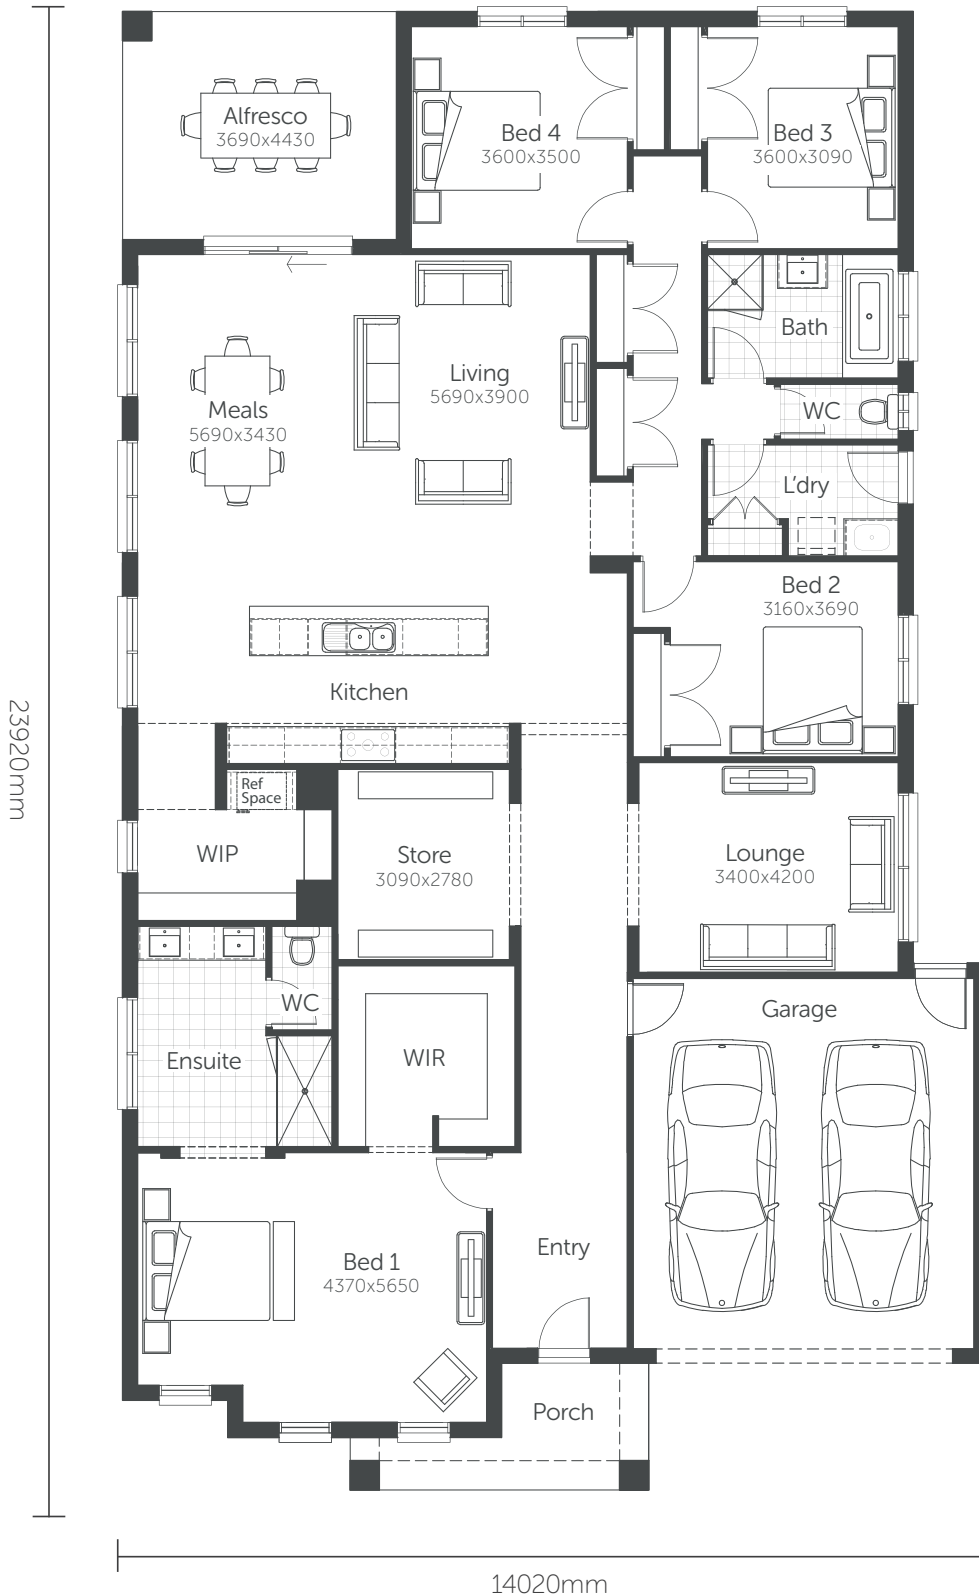 Alfresco
3690x4430
Bed 4
3600x3500
Bed 3
3600x3090
Bath
Living
5690x3900
Meals
5690x3430
WC
L'dry
Bed 2
3160x3690
Kitchen
23920mm
Ref
Space
WIP
Store
3090x2780
Lounge
3400x4200
WC
Garage
Ensuite
WIR
Entry
Bed 1
4370x5650
Porch
14020mm